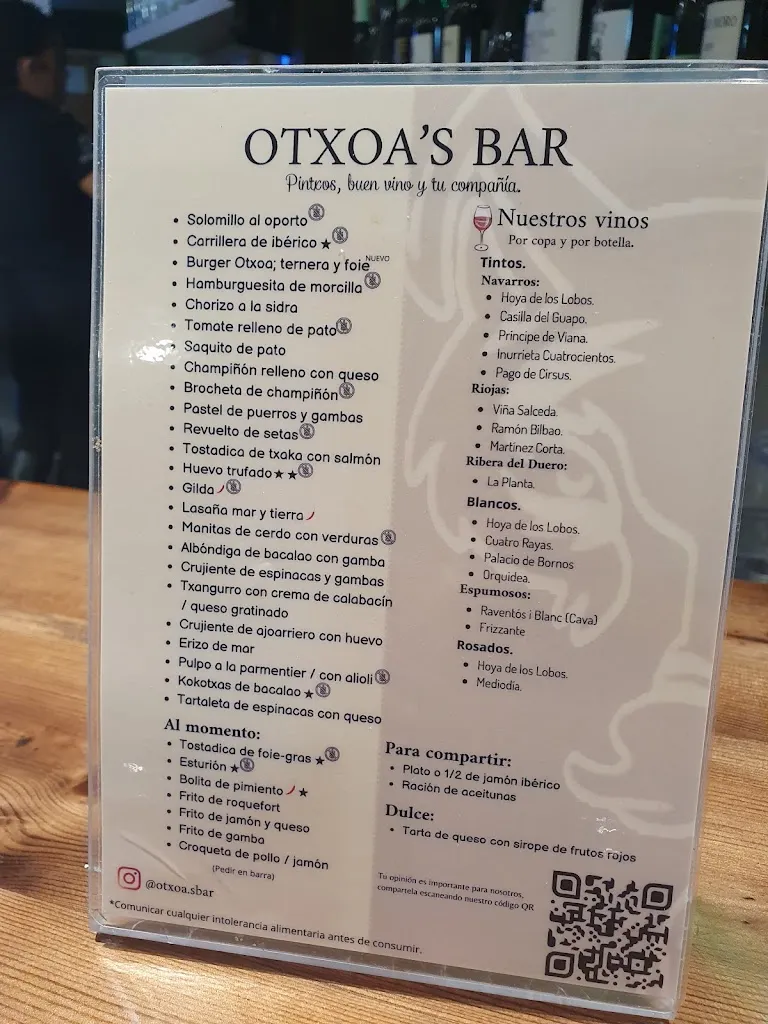 OTXOA'S BAR
Pintxos, buen vino y tu compañía.
Solomillo al oporto
Carrillera de ibérico ★
Burger Otxoa; ternera y foie NUEVO
Hamburguesita de morcilla
Chorizo a la sidra
Tomate relleno de pato
Saquito de pato
Champiñón relleno con queso
Brocheta de champiñón
Pastel de puerros y gambas
Revuelto de setas
Tostadica de txaka con salmón
Huevo trufado ★ ★
Gilda
Lasaña mar y tierra
Manitas de cerdo con verduras
Albóndiga de bacalao con gamba
Crujiente de espinacas y gambas
Txangurro con crema de calabacín
/ queso gratinado
Crujiente de ajoarriero con huevo
Erizo de mar
Pulpo a la parmentier / con alioli
Kokotxas de bacalao ★
Tartaleta de espinacas con queso
Al momento:
Tostadica de foie-gras ★
Esturión ★
Bolita de pimiento ★
Frito de roquefort
Frito de jamón y queso
Frito de gamba
Croqueta de pollo / jamón
(Pedir en barra)
@otxoa.sbar
*Comunicar cualquier intolerancia alimentaria antes de consumir.
Nuestros vinos
Por copa y por botella.
Tintos.
Navarros:
Hoya de los Lobos.
Casilla del Guapo.
Principe de Viana.
Inurrieta Cuatrocientos.
Pago de Cirsus.
Riojas:
Viña Salceda.
Ramón Bilbao.
Martinez Corta.
Ribera del Duero:
La Planta.
Blancos.
Hoya de los Lobos.
Cuatro Rayas.
Palacio de Bornos
Orquidea.
Espumosos:
Raventós i Blanc (Cava)
Frizzante
Rosados.
Hoya de los Lobos.
Mediodía.
Para compartir:
Plato o 1/2 de jamón ibérico
Ración de aceitunas
Dulce:
Tarta de queso con sirope de frutos rojos
Tu opinión es importante para nosotros,
compartela escaneando nuestro código QR